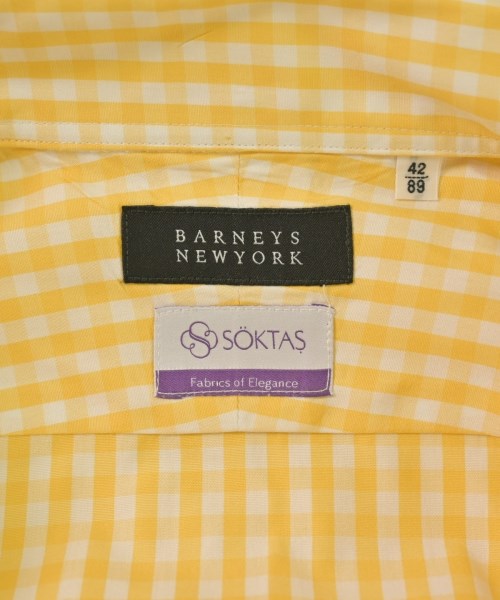 42
89
BARNEYS
NEWYORK
SÖKTAŞ
Fabrics of Elegance